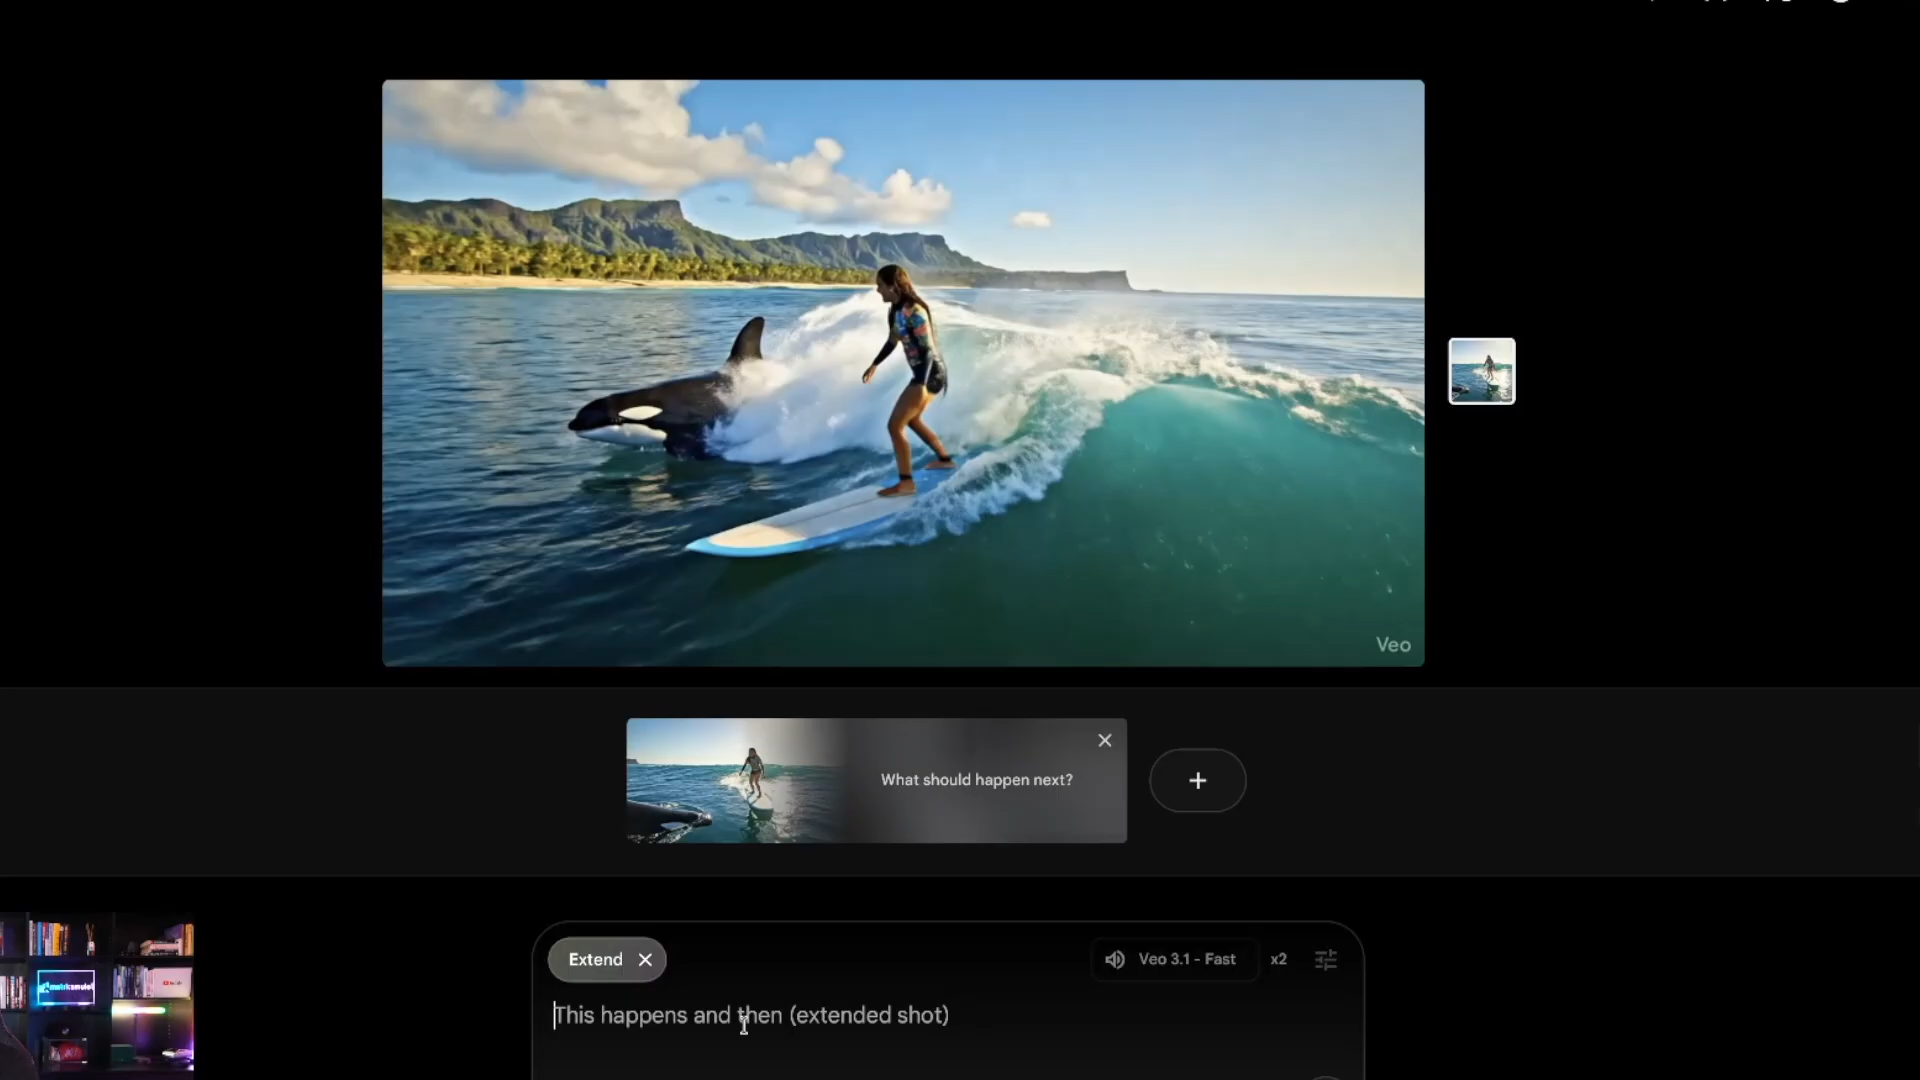 Veo
What should happen next?
Extend
Veo 3.1 - Fast
x2
This happens and then (extended shot)